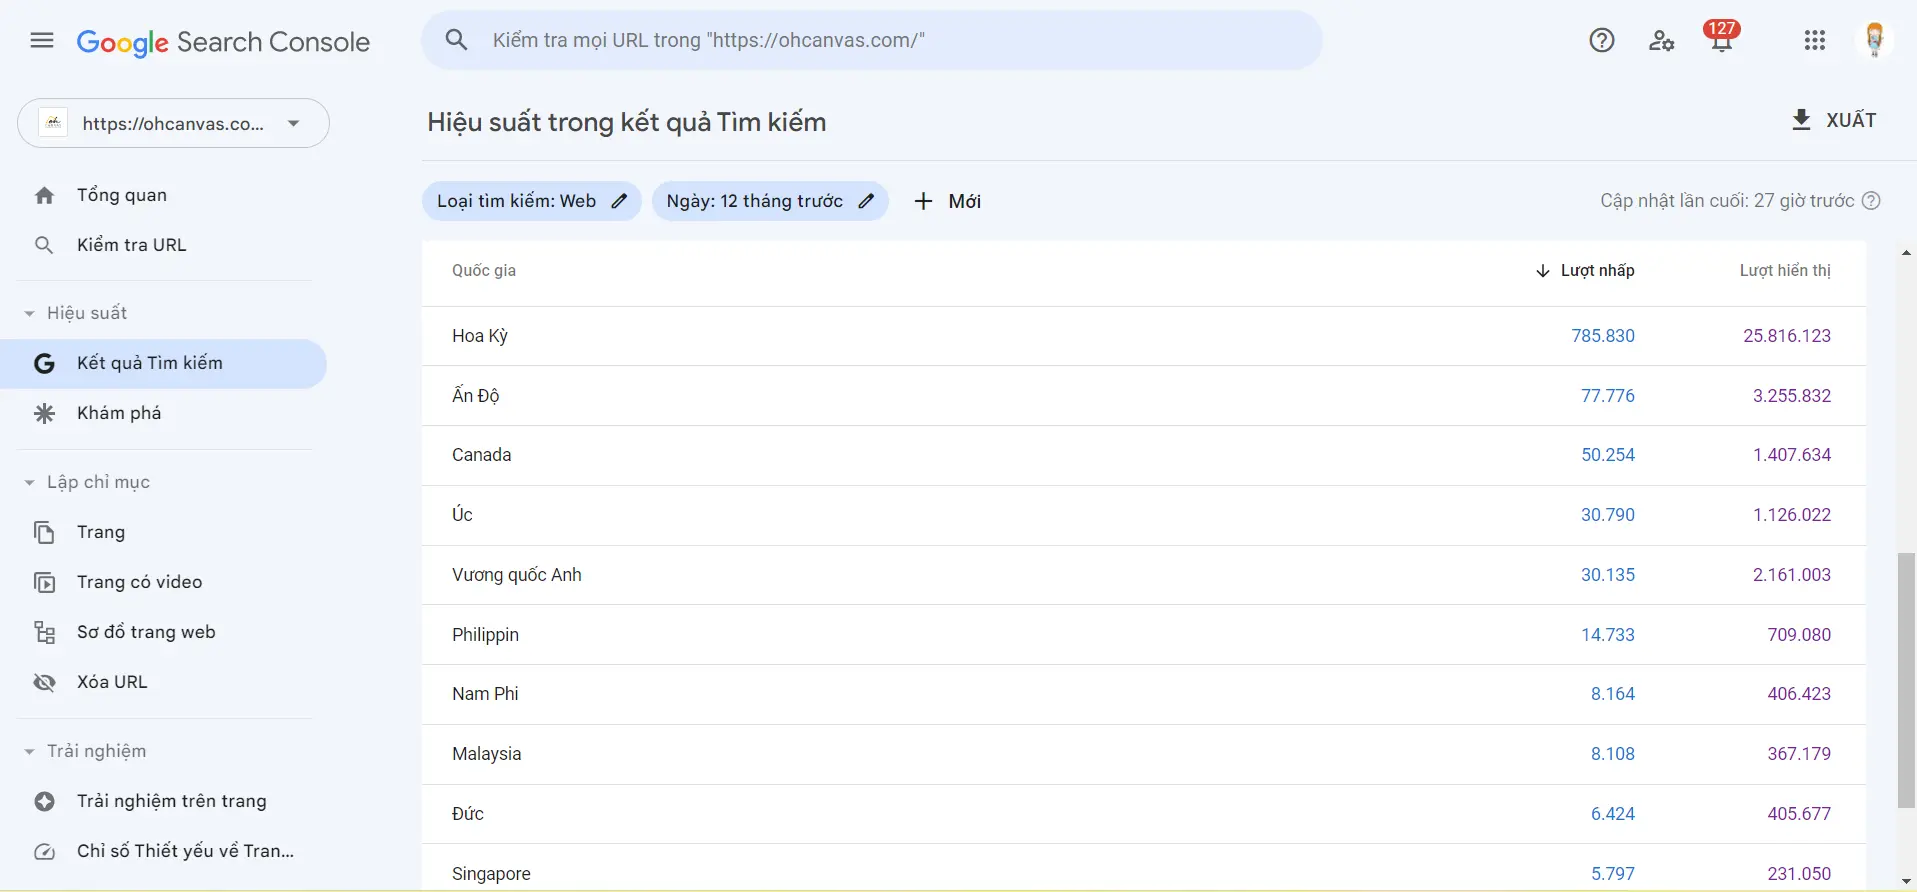 Google Search Console
Kiểm tra mọi URL trong "https://ohcanvas.com/"
127
https://ohcanvas.co...
Hiệu suất trong kết quả Tìm kiếm
XUẤT
Tổng quan
Kiểm tra URL
Hiệu suất
Kết quả Tìm kiếm
Khám phá
Lập chỉ mục
Trang
Trang có video
Sơ đồ trang web
Xóa URL
Trải nghiệm
Trải nghiệm trên trang
Chỉ số Thiết yếu về Tran...
Loại tìm kiếm: Web
Ngày: 12 tháng trước
Mới
Cập nhật lần cuối: 27 giờ trước
Quốc gia Lượt nhấp Lượt hiển thị
Hoa Kỳ 785.830 25.816.123
Ấn Độ 77.776 3.255.832
Canada 50.254 1.407.634
Úc 30.790 1.126.022
Vương quốc Anh 30.135 2.161.003
Philippin 14.733 709.080
Nam Phi 8.164 406.423
Malaysia 8.108 367.179
Đức 6.424 405.677
Singapore 5.797 231.050